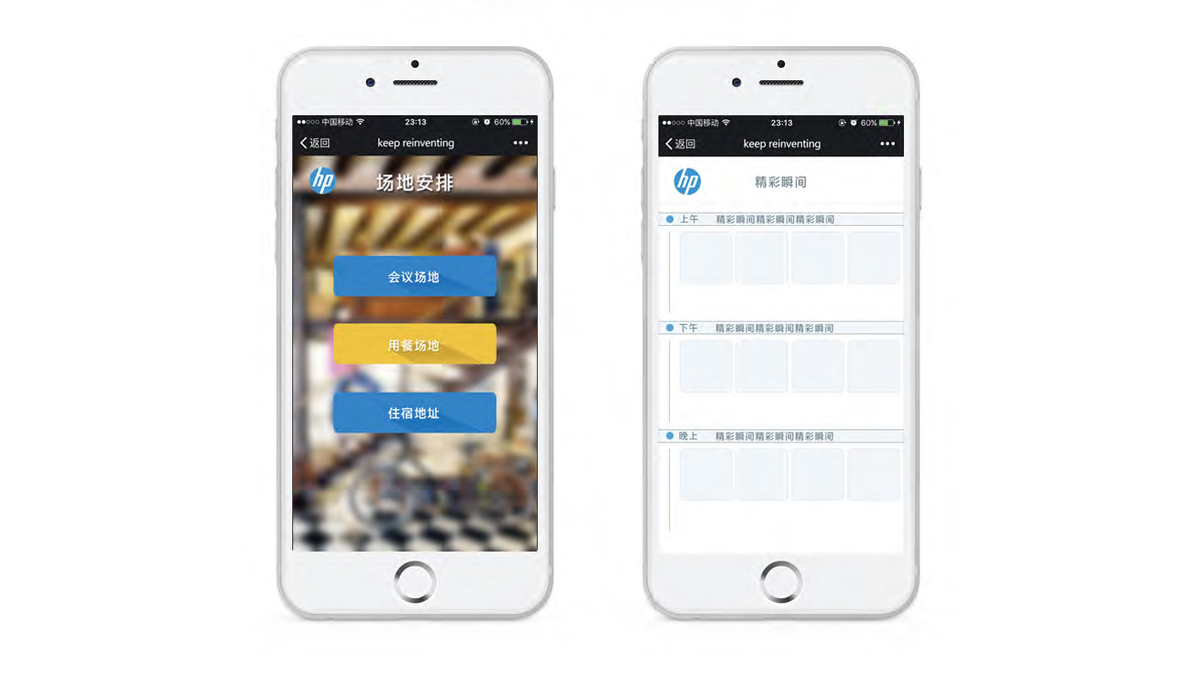 中国移动 23:13 60%
返回 keep reinventing
hp 场地安排
会议场地
用餐场地
住宿地址
中国移动 23:13 60%
返回 keep reinventing
hp 精彩瞬间
上午 精彩瞬间精彩瞬间精彩瞬间
下午 精彩瞬间精彩瞬间精彩瞬间
晚上 精彩瞬间精彩瞬间精彩瞬间